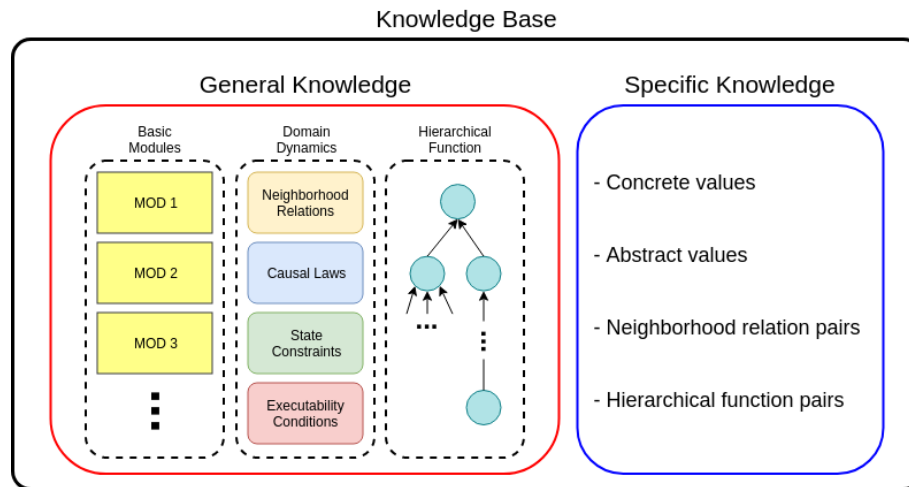 Knowledge Base
General Knowledge
Specific Knowledge
Basic
Modules
Domain
Dynamics
Hierarchical
Function
MOD 1
MOD 2
MOD 3
Neighborhood
Relations
Causal Laws
State
Constraints
Executability
Conditions
- Concrete values
- Abstract values
- Neighborhood relation pairs
- Hierarchical function pairs